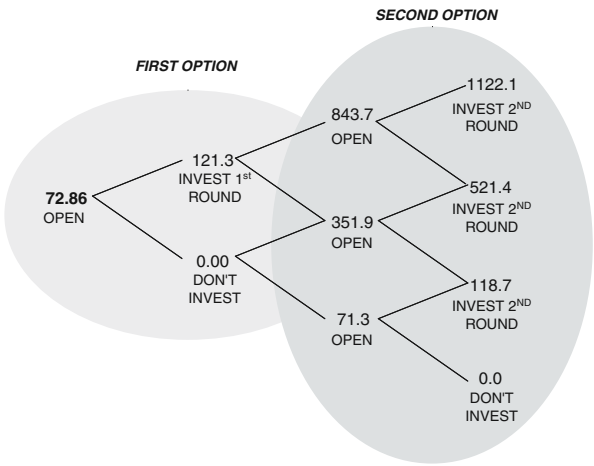 SECOND OPTION
FIRST OPTION
72.86
OPEN
121.3
INVEST 1st
ROUND
0.00
DON'T
INVEST
843.7
OPEN
351.9
OPEN
71.3
OPEN
1122.1
INVEST 2ND
ROUND
521.4
INVEST 2ND
ROUND
118.7
INVEST 2ND
ROUND
0.0
DON'T
INVEST